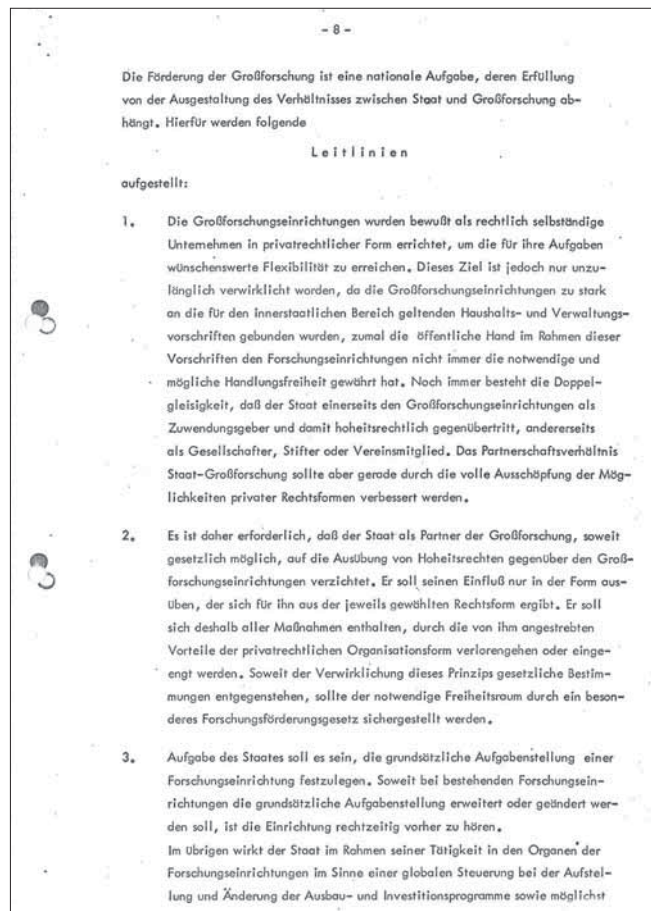 - 8 -
Die Förderung der Großforschung ist eine nationale Aufgabe, deren Erfüllung
von der Ausgestaltung des Verhältnisses zwischen Staat und Großforschung ab-
hängt. Hierfür werden folgende
Leitlinien
aufgestellt:
1. Die Großforschungseinrichtungen wurden bewußt als rechtlich selbständige
Unternehmen in privatrechtlicher Form errichtet, um die für ihre Aufgaben
wünschenswerte Flexibilität zu erreichen. Dieses Ziel ist jedoch nur unzu-
länglich verwirklicht worden, da die Großforschungseinrichtungen zu stark
an die für den innerstaatlichen Bereich geltenden Haushalts- und Verwaltungs-
vorschriften gebunden wurden, zumal die öffentliche Hand im Rahmen dieser
Vorschriften den Forschungseinrichtungen nicht immer die notwendige und
mögliche Handlungsfreiheit gewährt hat. Noch immer besteht die Doppel-
gleisigkeit, daß der Staat einerseits den Großforschungseinrichtungen als
Zuwendungsgeber und damit hoheitsrechtlich gegenübertritt, andererseits
als Gesellschafter, Stifter oder Vereinsmitglied. Das Partnerschaftsverhältnis
Staat-Großforschung sollte aber gerade durch die volle Ausschöpfung der Mög-
lichkeiten privater Rechtsformen verbessert werden.
2. Es ist daher erforderlich, daß der Staat als Partner der Großforschung, soweit
gesetzlich möglich, auf die Ausübung von Hoheitsrechten gegenüber den Groß-
forschungseinrichtungen verzichtet. Er soll seinen Einfluß nur in der Form aus-
üben, der sich für ihn aus der jeweils gewählten Rechtsform ergibt. Er soll
sich deshalb aller Maßnahmen enthalten, durch die von ihm angestrebten
Vorteile der privatrechtlichen Organisationsform verlorengehen oder einge-
engt werden. Soweit der Verwirklichung dieses Prinzips gesetzliche Bestim-
mungen entgegenstehen, sollte der notwendige Freiheitsraum durch ein beson-
deres Forschungsförderungsgesetz sichergestellt werden.
3. Aufgabe des Staates soll es sein, die grundsätzliche Aufgabenstellung einer
Forschungseinrichtung festzulegen. Soweit bei bestehenden Forschungsein-
richtungen die grundsätzliche Aufgabenstellung erweitert oder geändert wer-
den soll, ist die Einrichtung rechtzeitig vorher zu hören.
Im übrigen wirkt der Staat im Rahmen seiner Tätigkeit in den Organen der
Forschungseinrichtungen im Sinne einer globalen Steuerung bei der Aufstel-
lung und Änderung der Ausbau- und Investitionsprogramme sowie möglichst